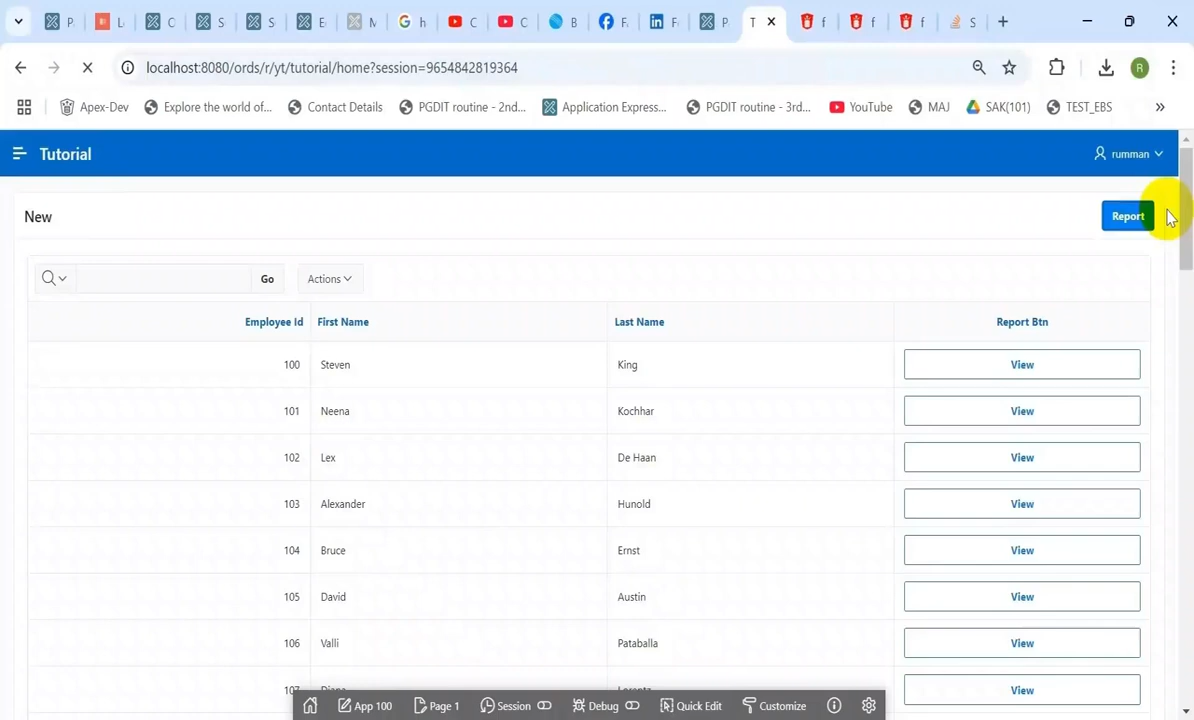 P
L
C
S
S
E
M
h
C
C
B
F
F
P
T
f
f
f
S
localhost:8080/ords/r/yt/tutorial/home?session=9654842819364
R
Apex-Dev
Explore the world of...
Contact Details
PGDIT routine - 2nd...
Application Express...
PGDIT routine - 3rd...
YouTube
MAJ
SAK(101)
TEST_EBS
Tutorial
rumman
New
Report
Go
Actions
Employee Id First Name Last Name Report Btn
100 Steven King View
101 Neena Kochhar View
102 Lex De Haan View
103 Alexander Hunold View
104 Bruce Ernst View
105 David Austin View
106 Valli Pataballa View
107 Diana Lorentz View
App 100
Page 1
Session
Debug
Quick Edit
Customize